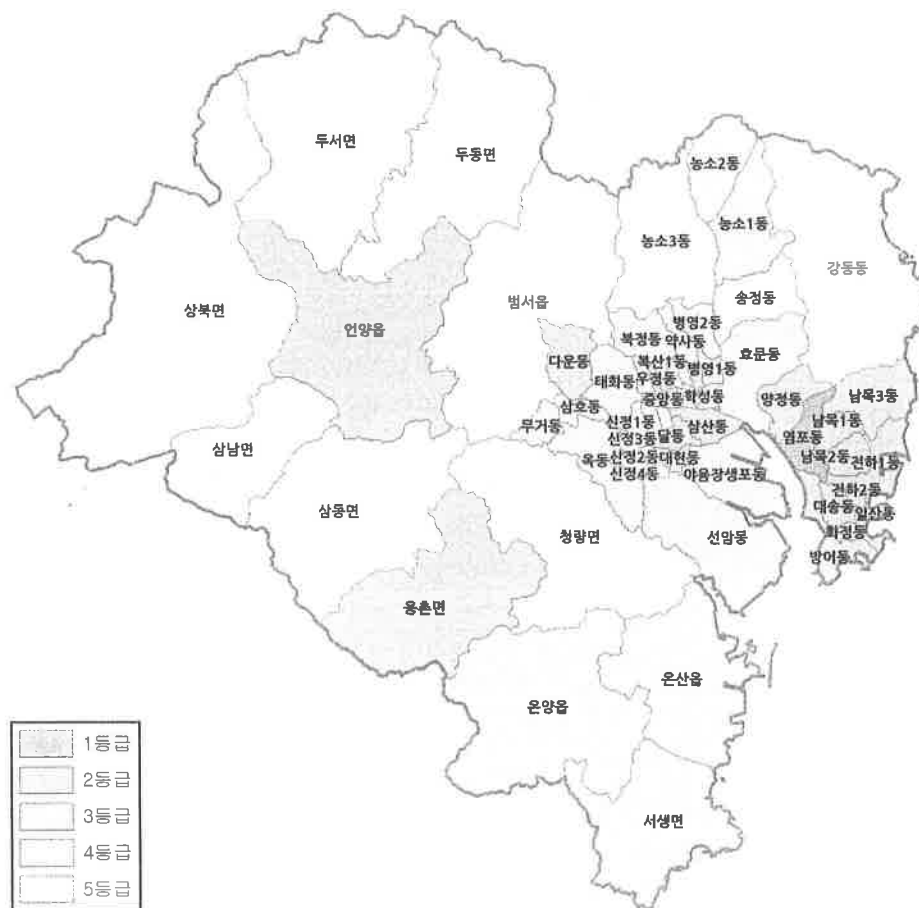 두서면
두동면
농소2동
농소1동
농소3동
강동동
상북면
언양읍
범서읍
송정동
병영2동
북정동
약사동
효문동
다운동
복산1동
병영1동
태화동
우정동
양정동
남목3동
중앙동
학성동
삼호동
신정1동
삼산동
남목1동
무거동
신정3동
달동
염포동
삼남면
옥동
신정2동
대현동
남목2동
전하1동
신정4동
야음장생포동
전하2동
삼동면
대송동
일산동
청량면
선암동
화정동
방어동
웅촌면
온산읍
온양읍
서생면
1등급
2등급
3등급
4등급
5등급